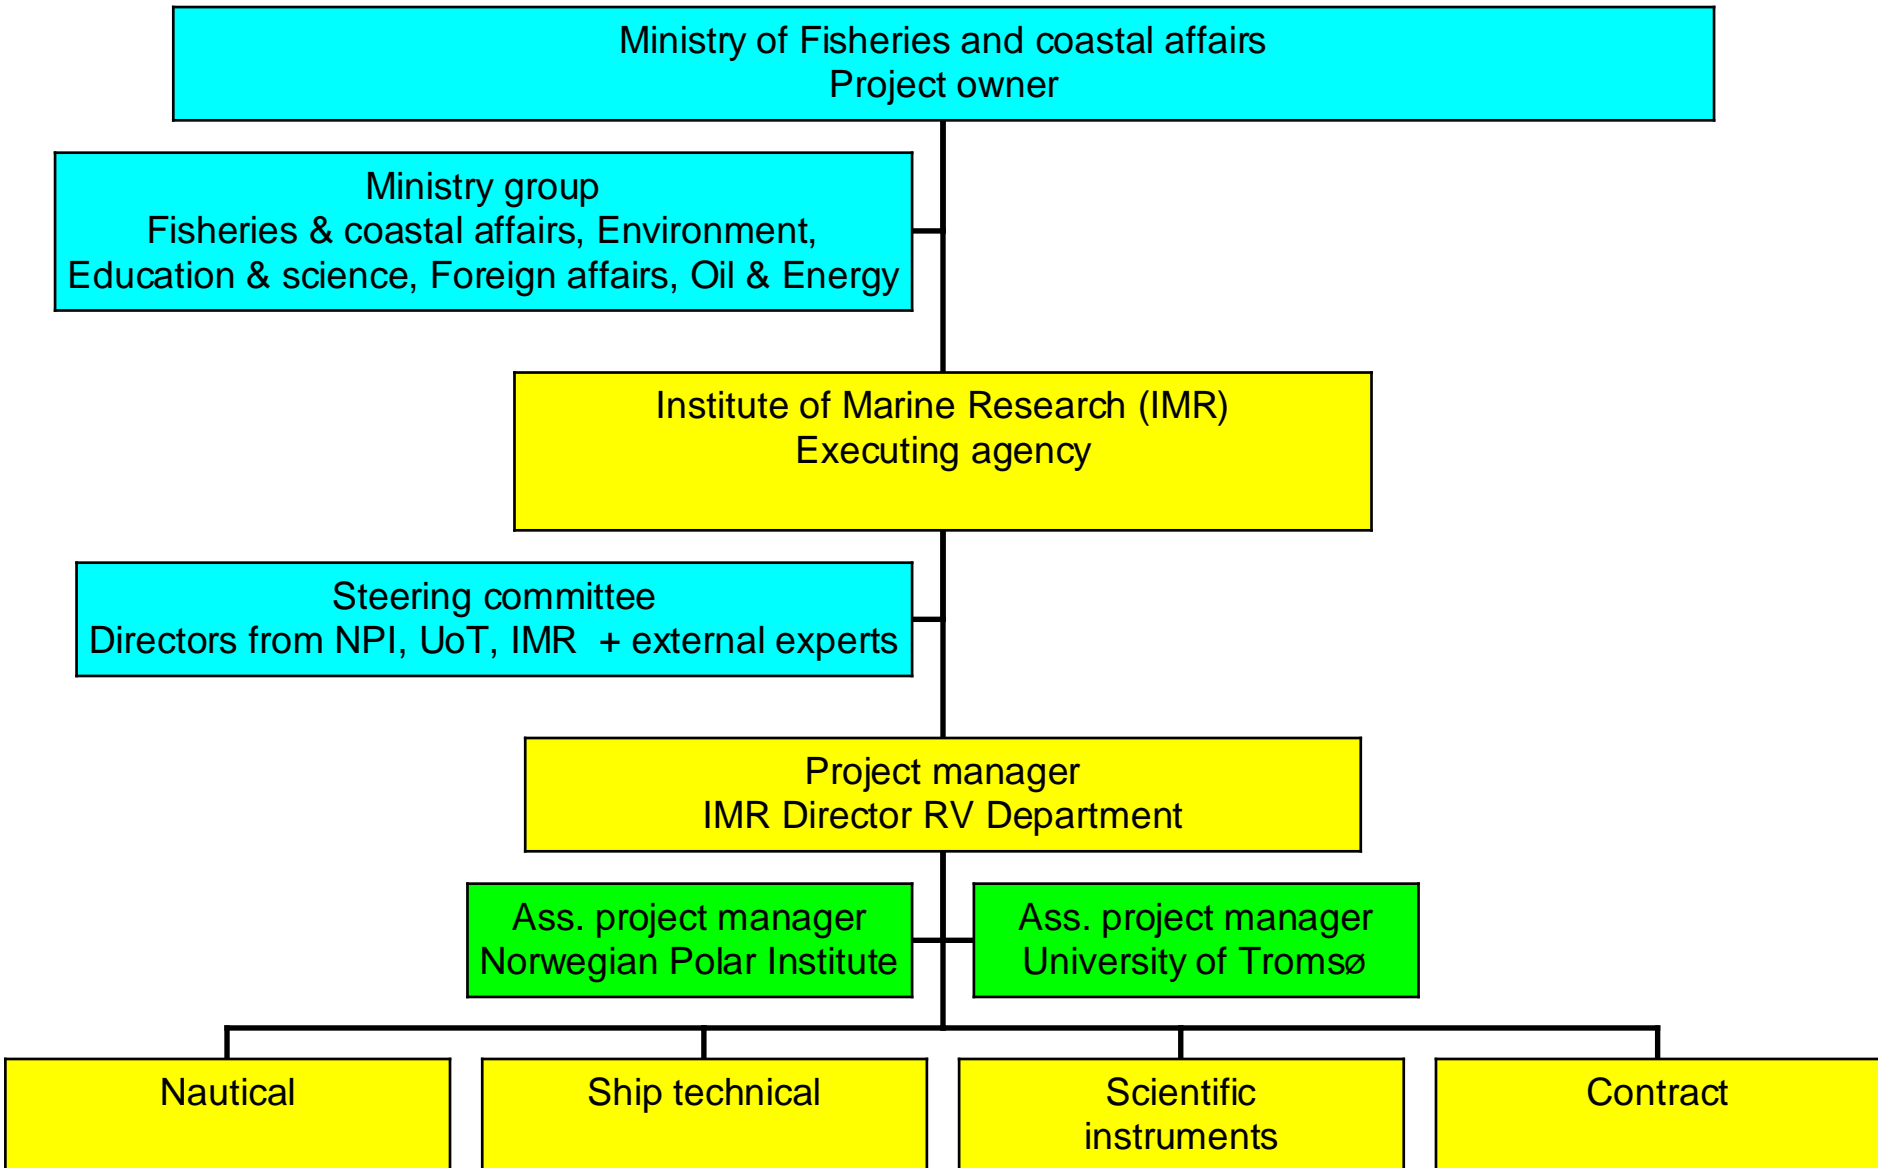 Ministry of Fisheries and coastal affairs
Project owner
Ministry group
Fisheries & coastal affairs, Environment,
Education & science, Foreign affairs, Oil & Energy
Institute of Marine Research (IMR)
Executing agency
Steering committee
Directors from NPI, UoT, IMR + external experts
Project manager
IMR Director RV Department
Ass. project manager
Norwegian Polar Institute
Ass. project manager
University of Tromsø
Nautical
Ship technical
Scientific
instruments
Contract